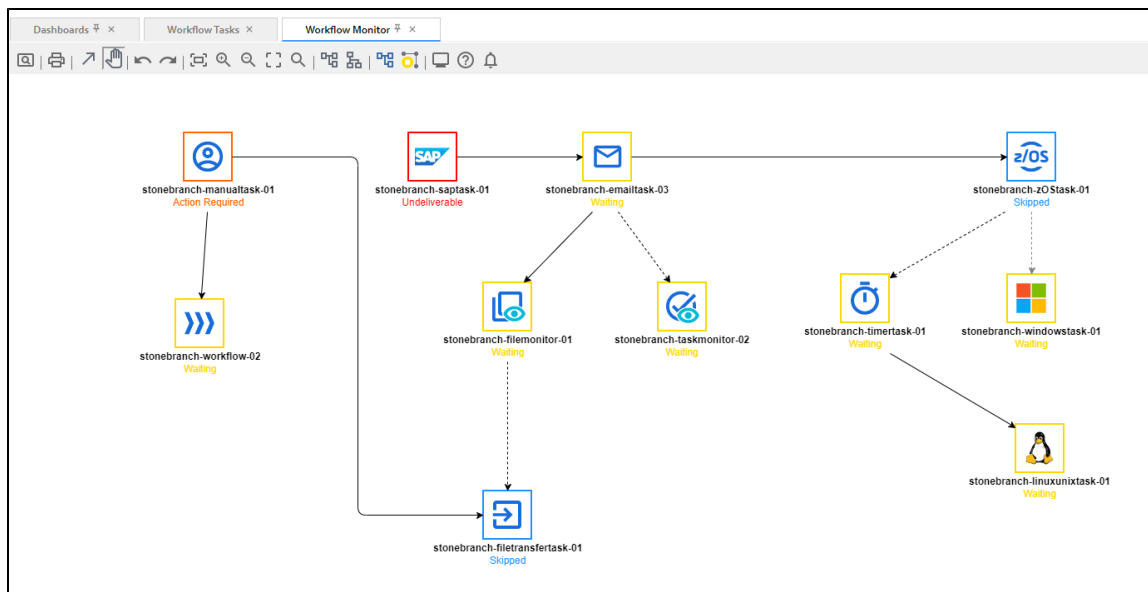 Dashboards
Workflow Tasks
Workflow Monitor
SAP
z/OS
stonebranch-manualtask-01
Action Required
stonebranch-saptask-01
Undeliverable
stonebranch-emailtask-03
Waiting
stonebranch-zOStask-01
Skipped
stonebranch-workflow-02
Waiting
stonebranch-filemonitor-01
Waiting
stonebranch-taskmonitor-02
Waiting
stonebranch-timertask-01
Waiting
stonebranch-windowstask-01
Waiting
stonebranch-linuxunixtask-01
Waiting
stonebranch-filetransfertask-01
Skipped